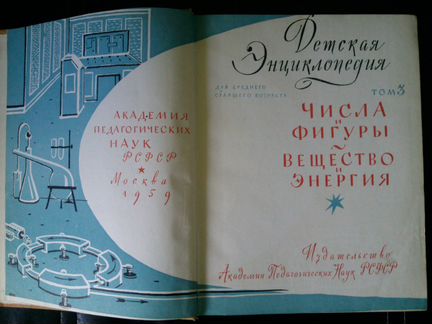 АКАДЕМИЯ
ПЕДАГОГИЧЕСКИХ
НАУК
РСФСР
Москва
1959
Детская
Энциклопедия
ДЛЯ СРЕДНЕГО
СТАРШЕГО ВОЗРАСТА
ТОМ 3
ЧИСЛА
И
ФИГУРЫ
ВЕЩЕСТВО
И
ЭНЕРГИЯ
Издательство
Академии Педагогических Наук РСФСР